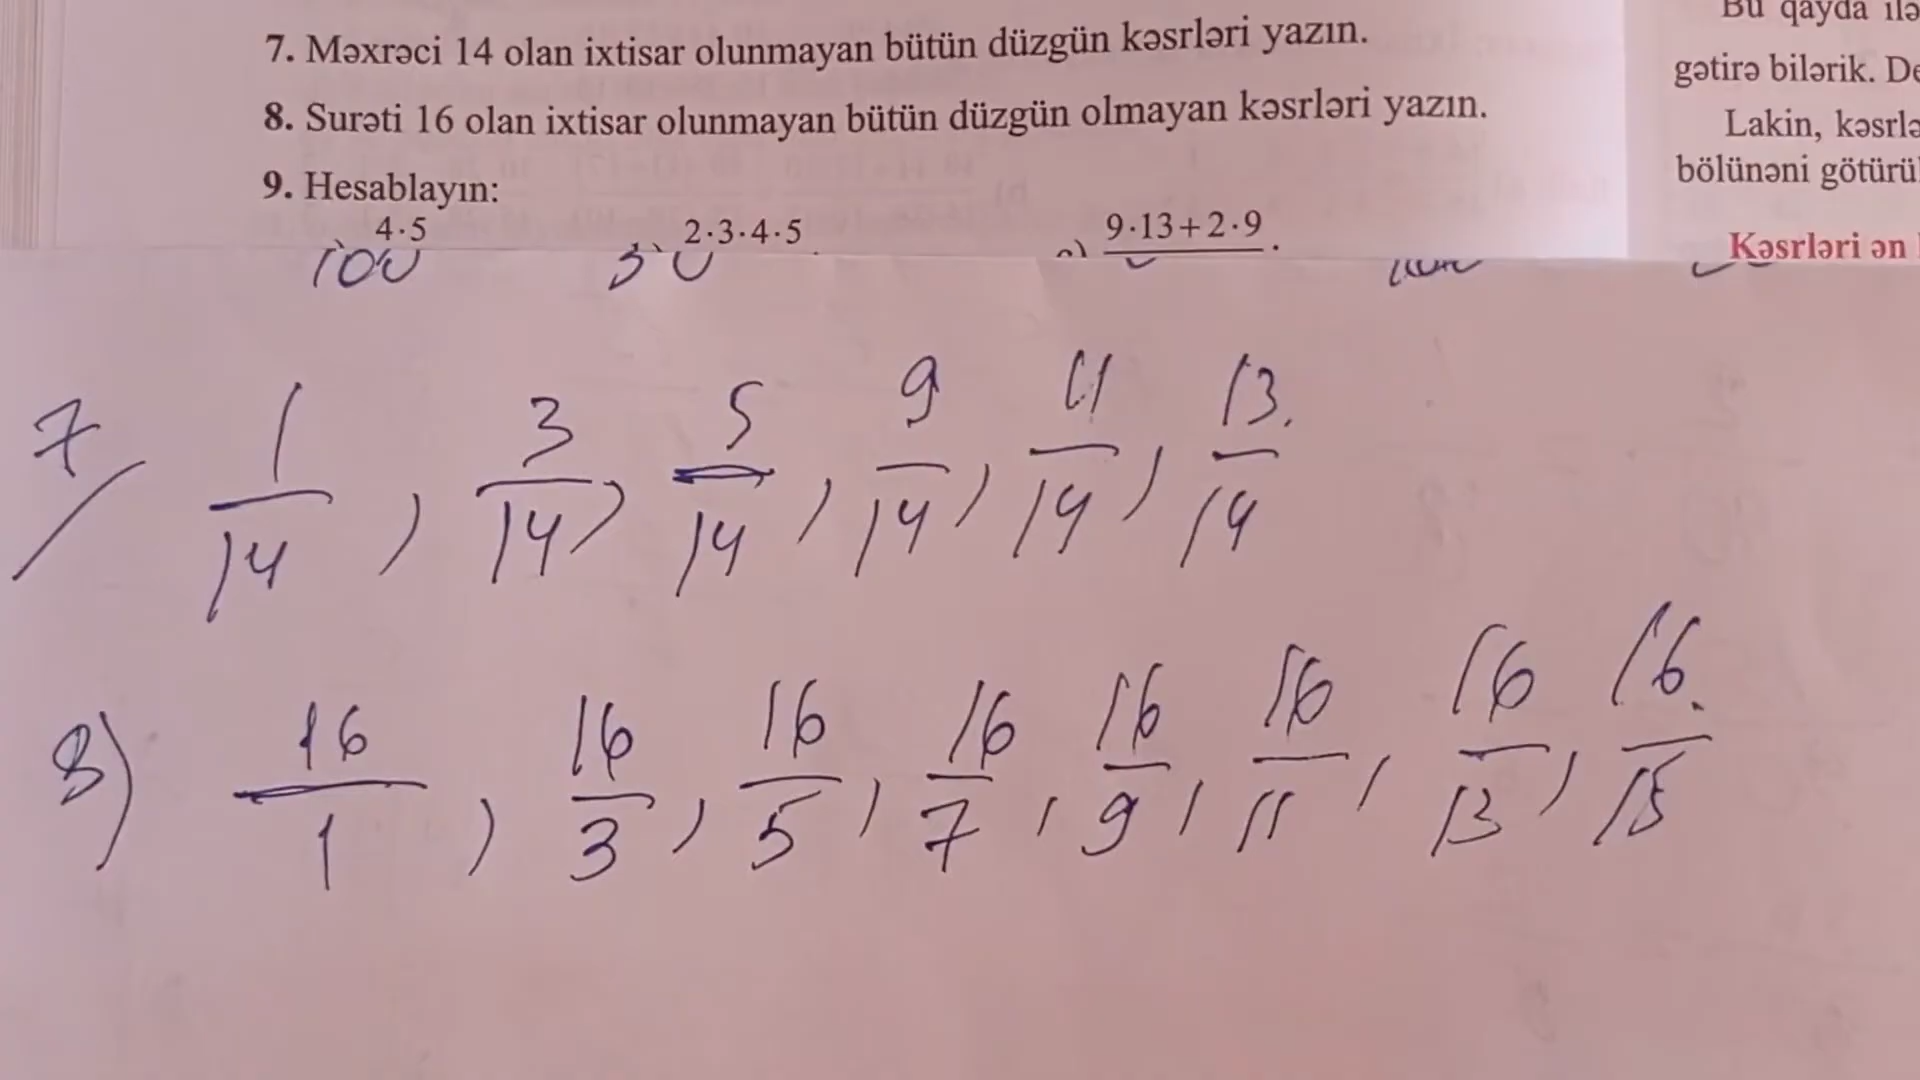 7. Məxrəci 14 olan ixtisar olunmayan bütün düzgün kəsrləri yazın.
8. Surəti 16 olan ixtisar olunmayan bütün düzgün olmayan kəsrləri yazın.
9. Hesablayın:
4·5 2·3·4·5 9·13+2·9
Bu qayda ilə
gətirə bilərik.
Lakin,
bölünəni
Kəsrləri ən
7/ 1/14, 3/14, 5/14, 9/14, 11/14, 13/14
8) 16/1, 16/3, 16/5, 16/7, 16/9, 16/11, 16/13, 16/15